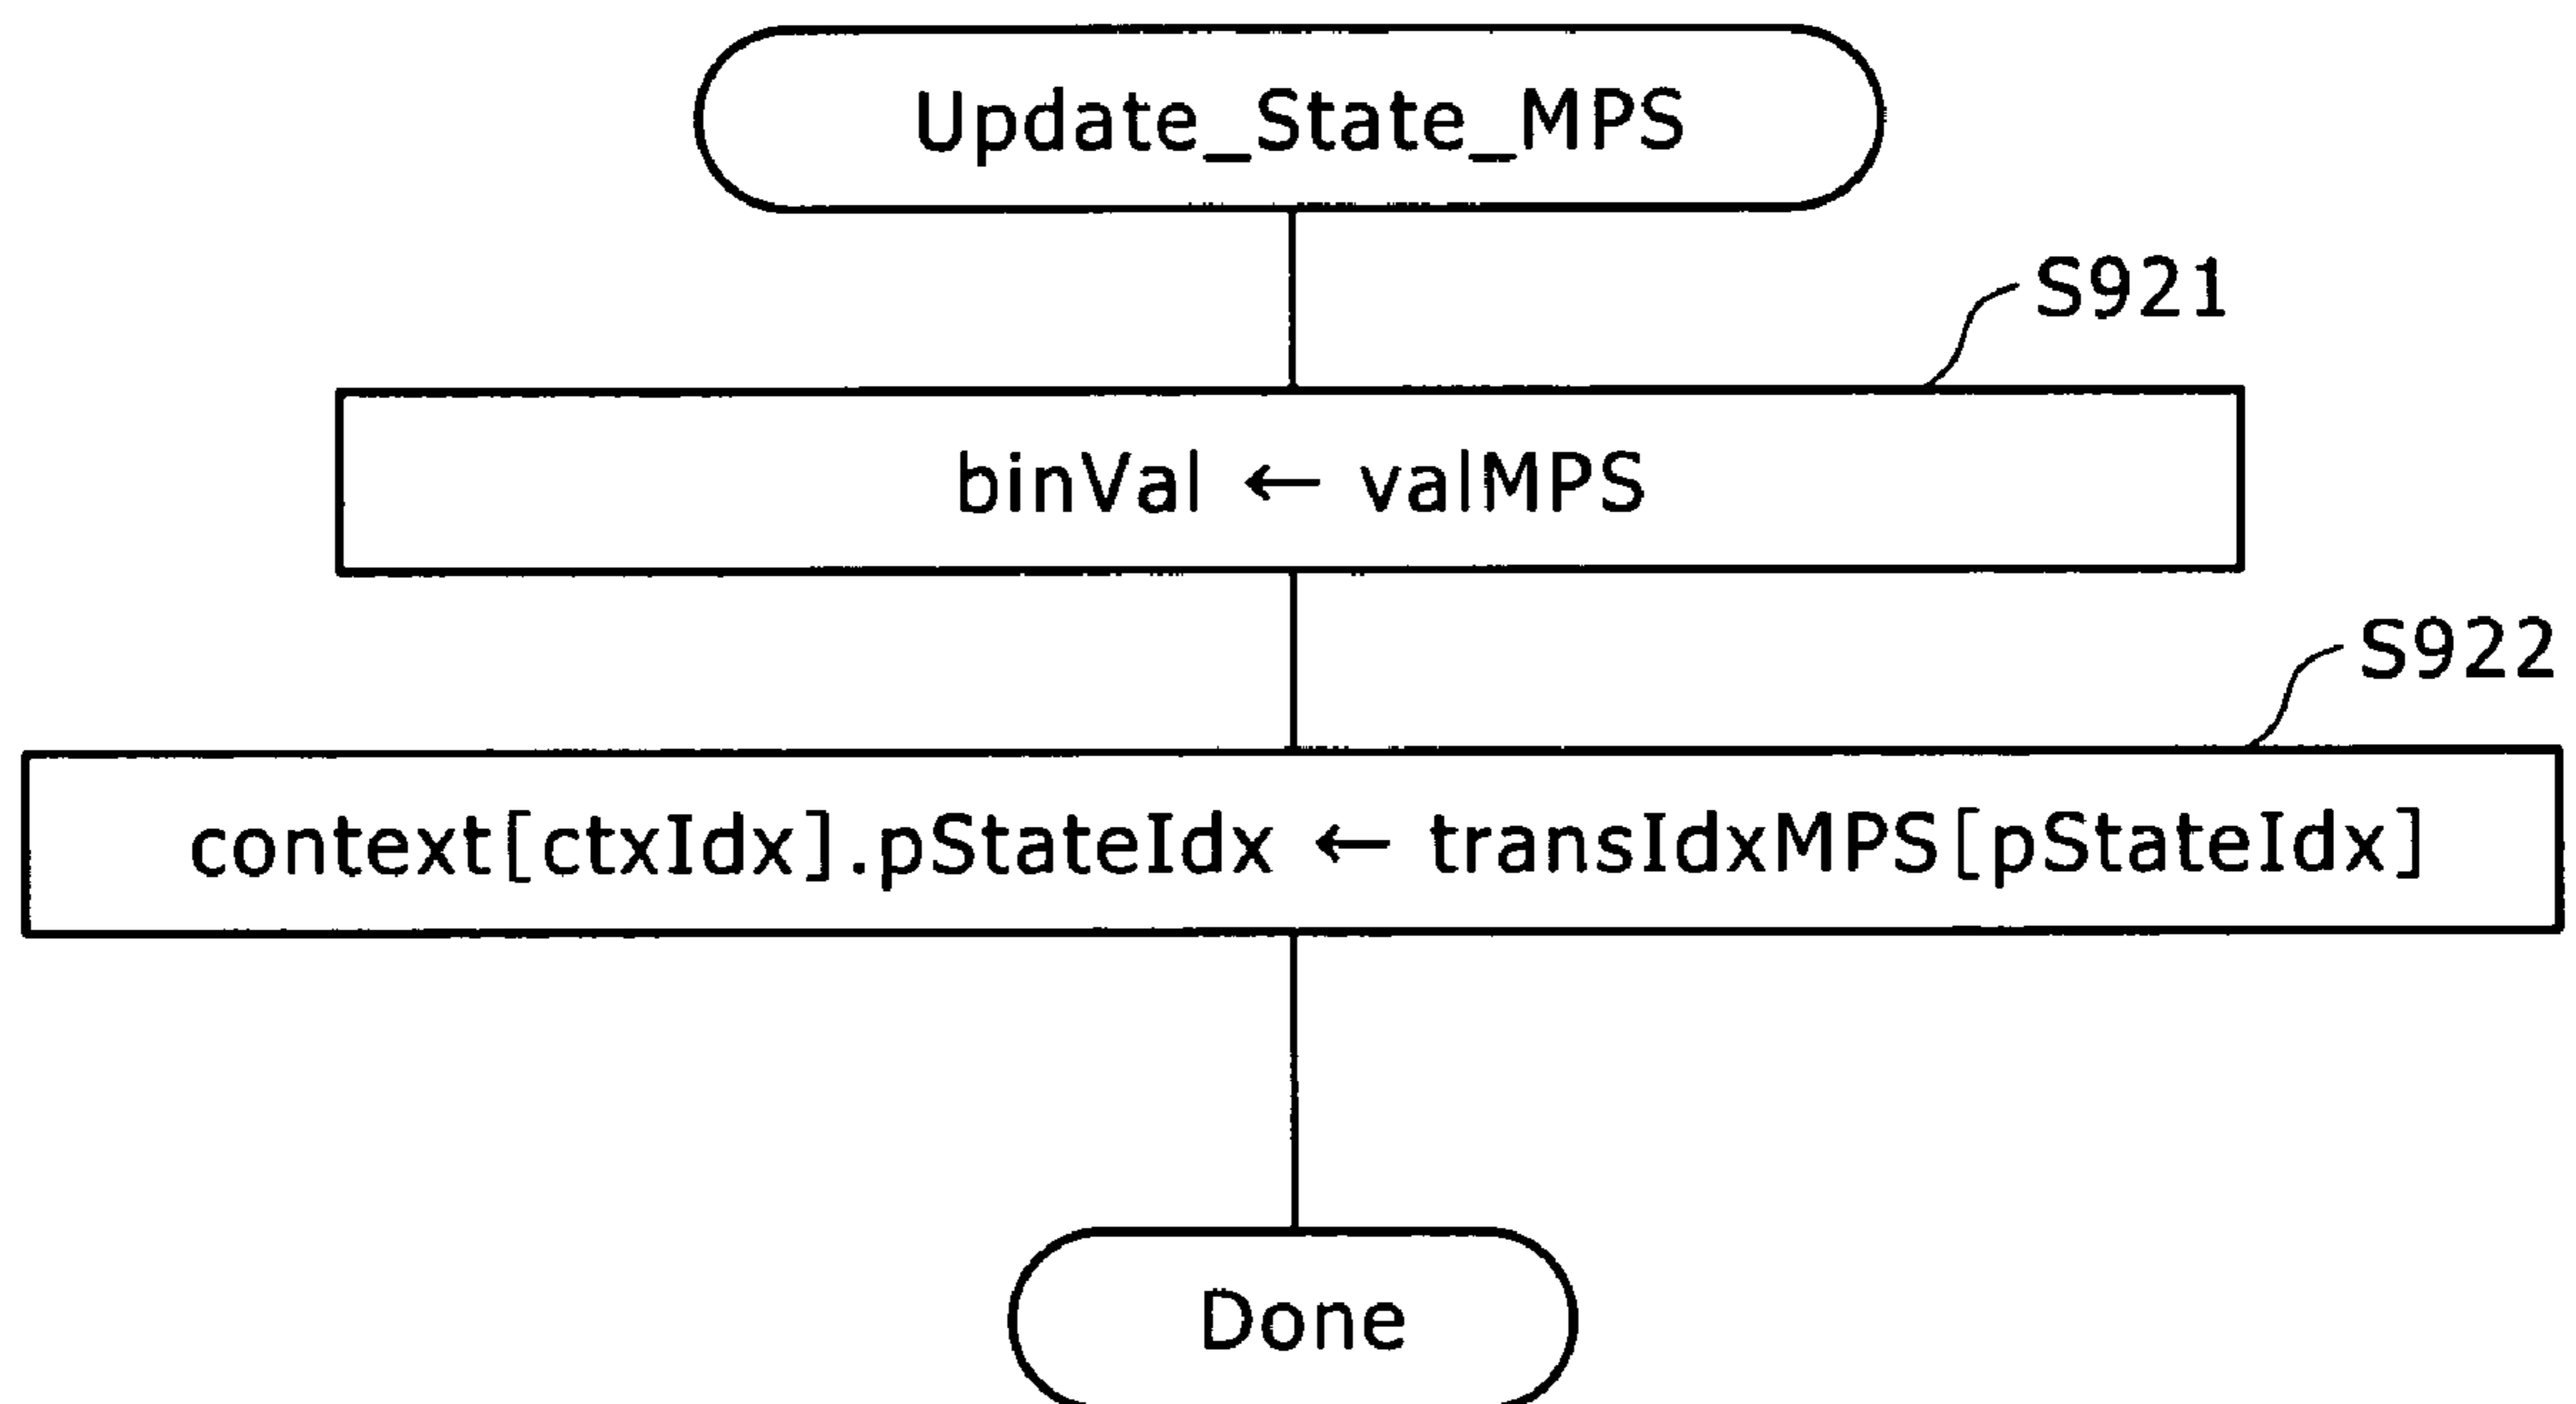 Update_State_MPS
S921
binVal ← valMPS
S922
context[ctxIdx].pStateIdx ← transIdxMPS[pStateIdx]
Done